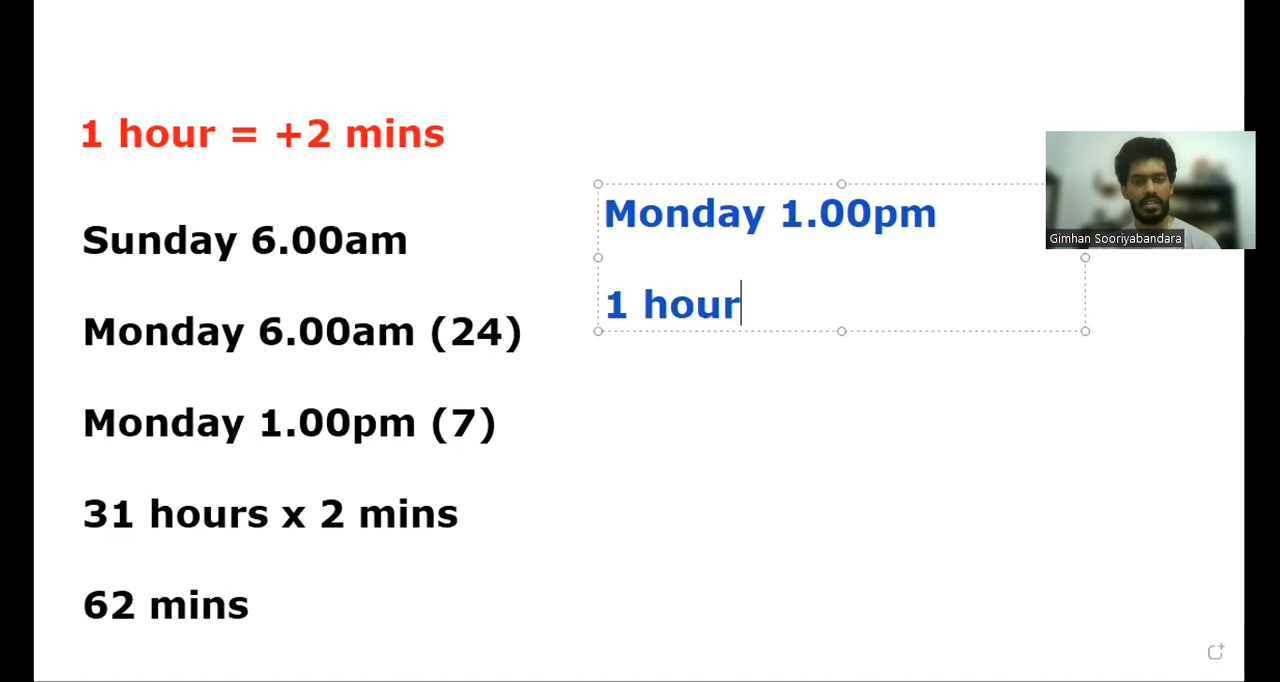 1 hour = +2 mins
Sunday 6.00am
Monday 6.00am (24)
Monday 1.00pm (7)
31 hours x 2 mins
62 mins
Monday 1.00pm
1 hour
Gimhan Sooriyabandara